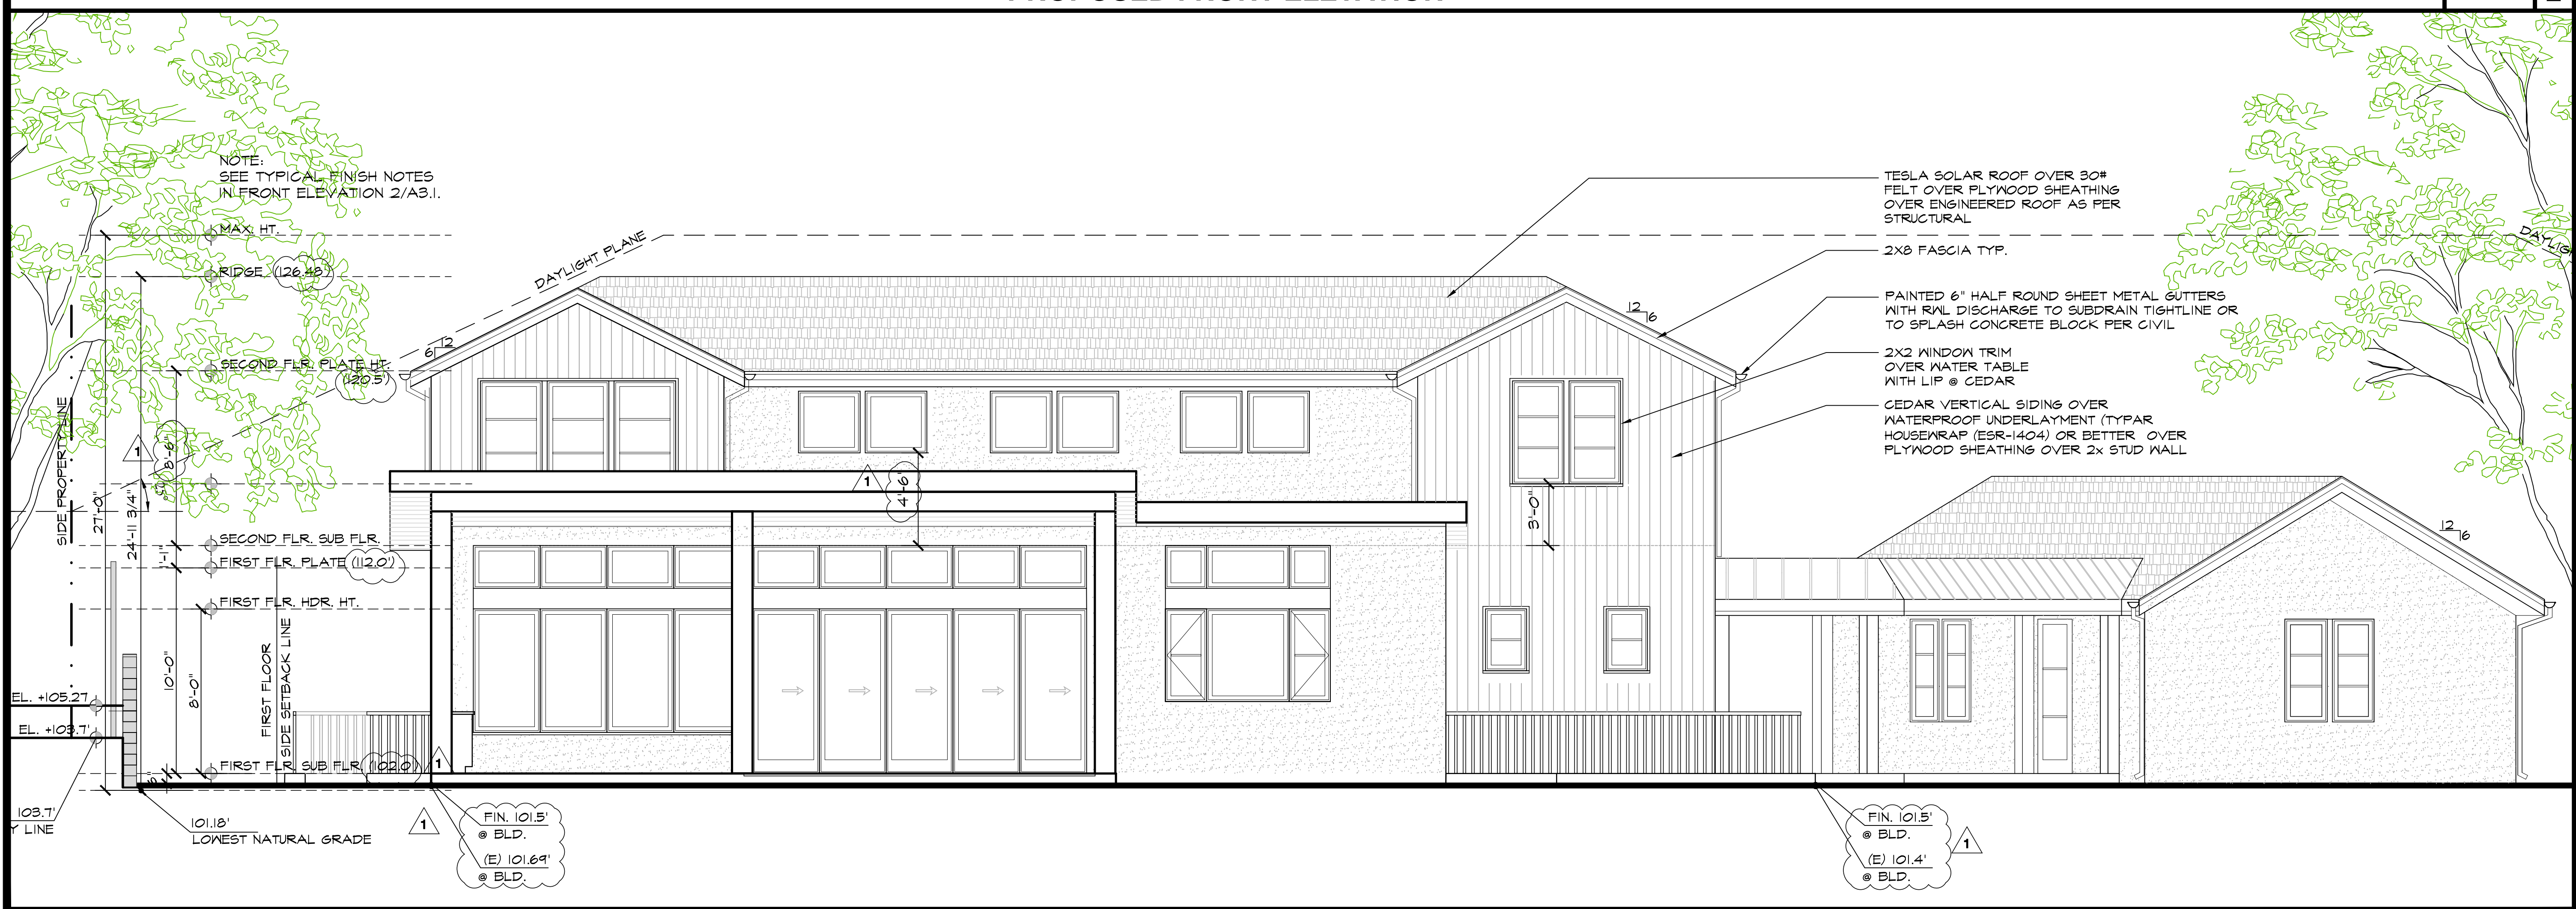 NOTE:
SEE TYPICAL FINISH NOTES
IN FRONT ELEVATION 2/A3.1.
MAX. HT.
RIDGE (126.48')
DAYLIGHT PLANE
SECOND FLR. PLATE HT.
(120.5')
SIDE PROPERTY LINE
27'-0"
24'-11 3/4"
1
8'-6"
1'-1"
SECOND FLR. SUB FLR.
FIRST FLR. PLATE (112.0')
FIRST FLR. HDR. HT.
10'-0"
8'-0"
FIRST FLOOR
SIDE SETBACK LINE
EL. +105.27
EL. +103.7'
FIRST FLR. SUB FLR. (102.0')
1
6"
103.7'
Y LINE
101.18'
LOWEST NATURAL GRADE
1
FIN. 101.5'
@ BLD.
(E) 101.69'
@ BLD.
12
6
1
4'-6"
3'-0"
12
6
TESLA SOLAR ROOF OVER 30#
FELT OVER PLYWOOD SHEATHING
OVER ENGINEERED ROOF AS PER
STRUCTURAL
2X8 FASCIA TYP.
PAINTED 6" HALF ROUND SHEET METAL GUTTERS
WITH RWL DISCHARGE TO SUBDRAIN TIGHTLINE OR
TO SPLASH CONCRETE BLOCK PER CIVIL
2X2 WINDOW TRIM
OVER WATER TABLE
WITH LIP @ CEDAR
CEDAR VERTICAL SIDING OVER
WATERPROOF UNDERLAYMENT (TYPAR
HOUSEWRAP (ESR-1404) OR BETTER OVER
PLYWOOD SHEATHING OVER 2x STUD WALL
12
6
FIN. 101.5'
@ BLD.
(E) 101.4'
@ BLD.
1